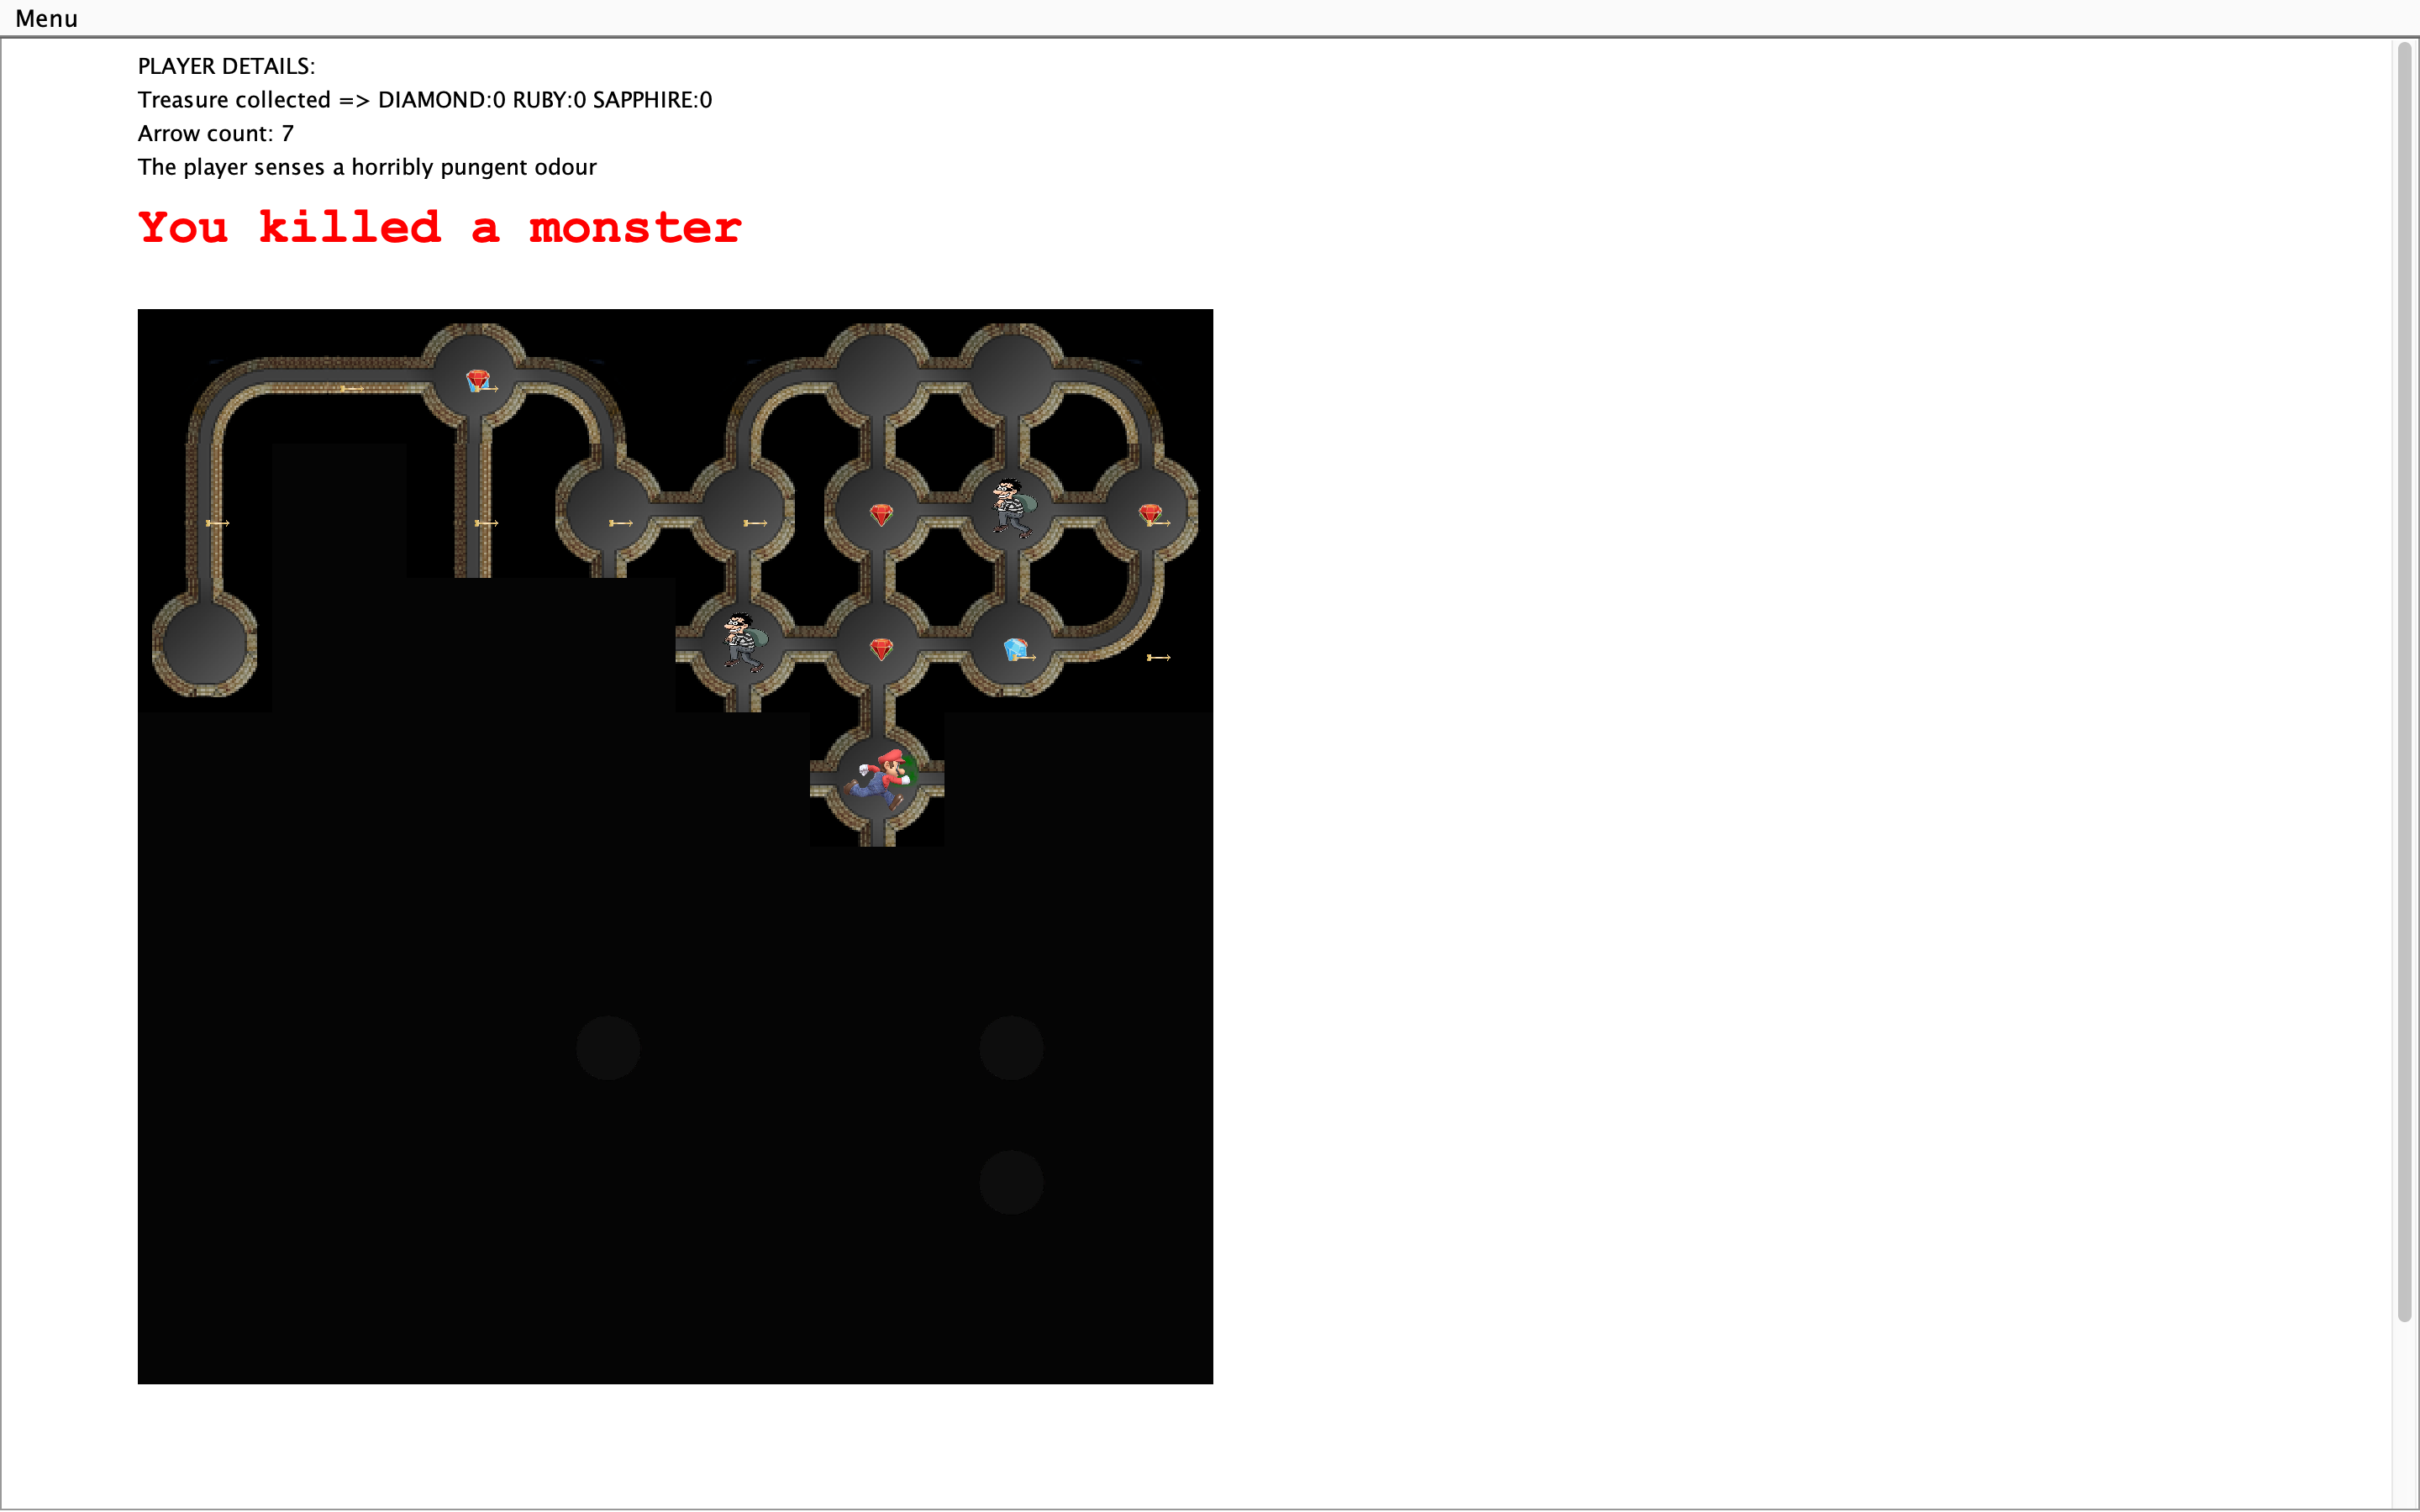 Menu
PLAYER DETAILS:
Treasure collected => DIAMOND:0 RUBY:0 SAPPHIRE:0
Arrow count: 7
The player senses a horribly pungent odour
You killed a monster